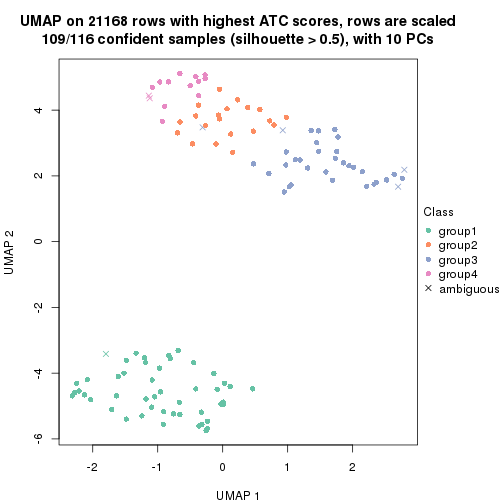 UMAP on 21168 rows with highest ATC scores, rows are scaled
109/116 confident samples (silhouette > 0.5), with 10 PCs
4
2
0
-2
-4
-6
UMAP 2
-2
-1
0
1
2
UMAP 1
Class
group1
group2
group3
group4
ambiguous